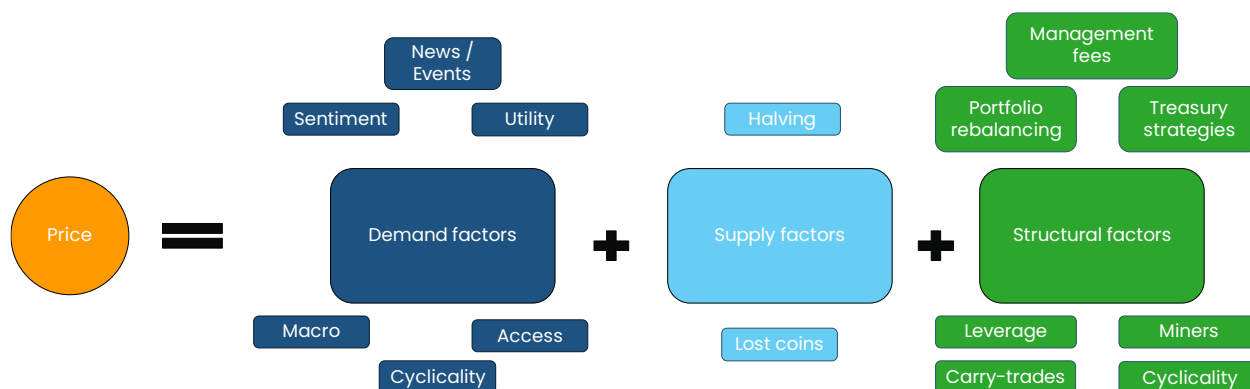 News /
Events
Management
fees
Sentiment
Utility
Halving
Portfolio
rebalancing
Treasury
strategies
Price
=
Demand factors
+
Supply factors
+
Structural factors
Macro
Access
Cyclicality
Lost coins
Leverage
Miners
Carry-trades
Cyclicality